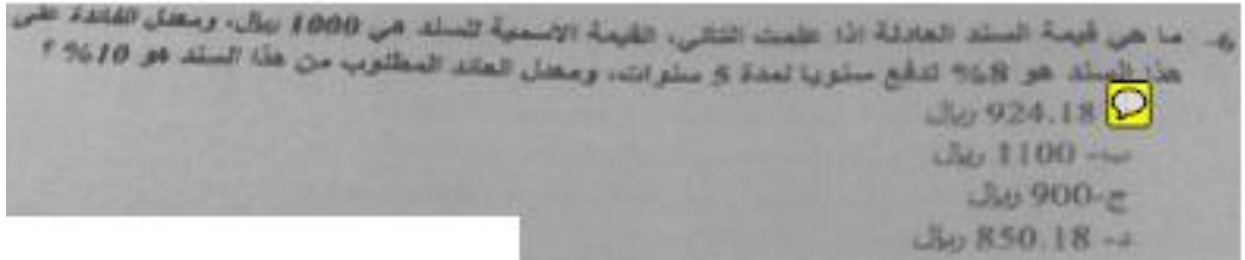 6- ما هي قيمة السند العادلة اذا علمت التالي، القيمة الاسمية للسند هي 1000 ريال، ومعدل الفائدة على
هذا السند هو 8% تدفع سنويا لمدة 5 سنوات، ومعدل العائد المطلوب من هذا السند هو 10% ؟
924.18 ريال
ب- 1100 ريال
ج-900 ريال
د- 850.18 ريال